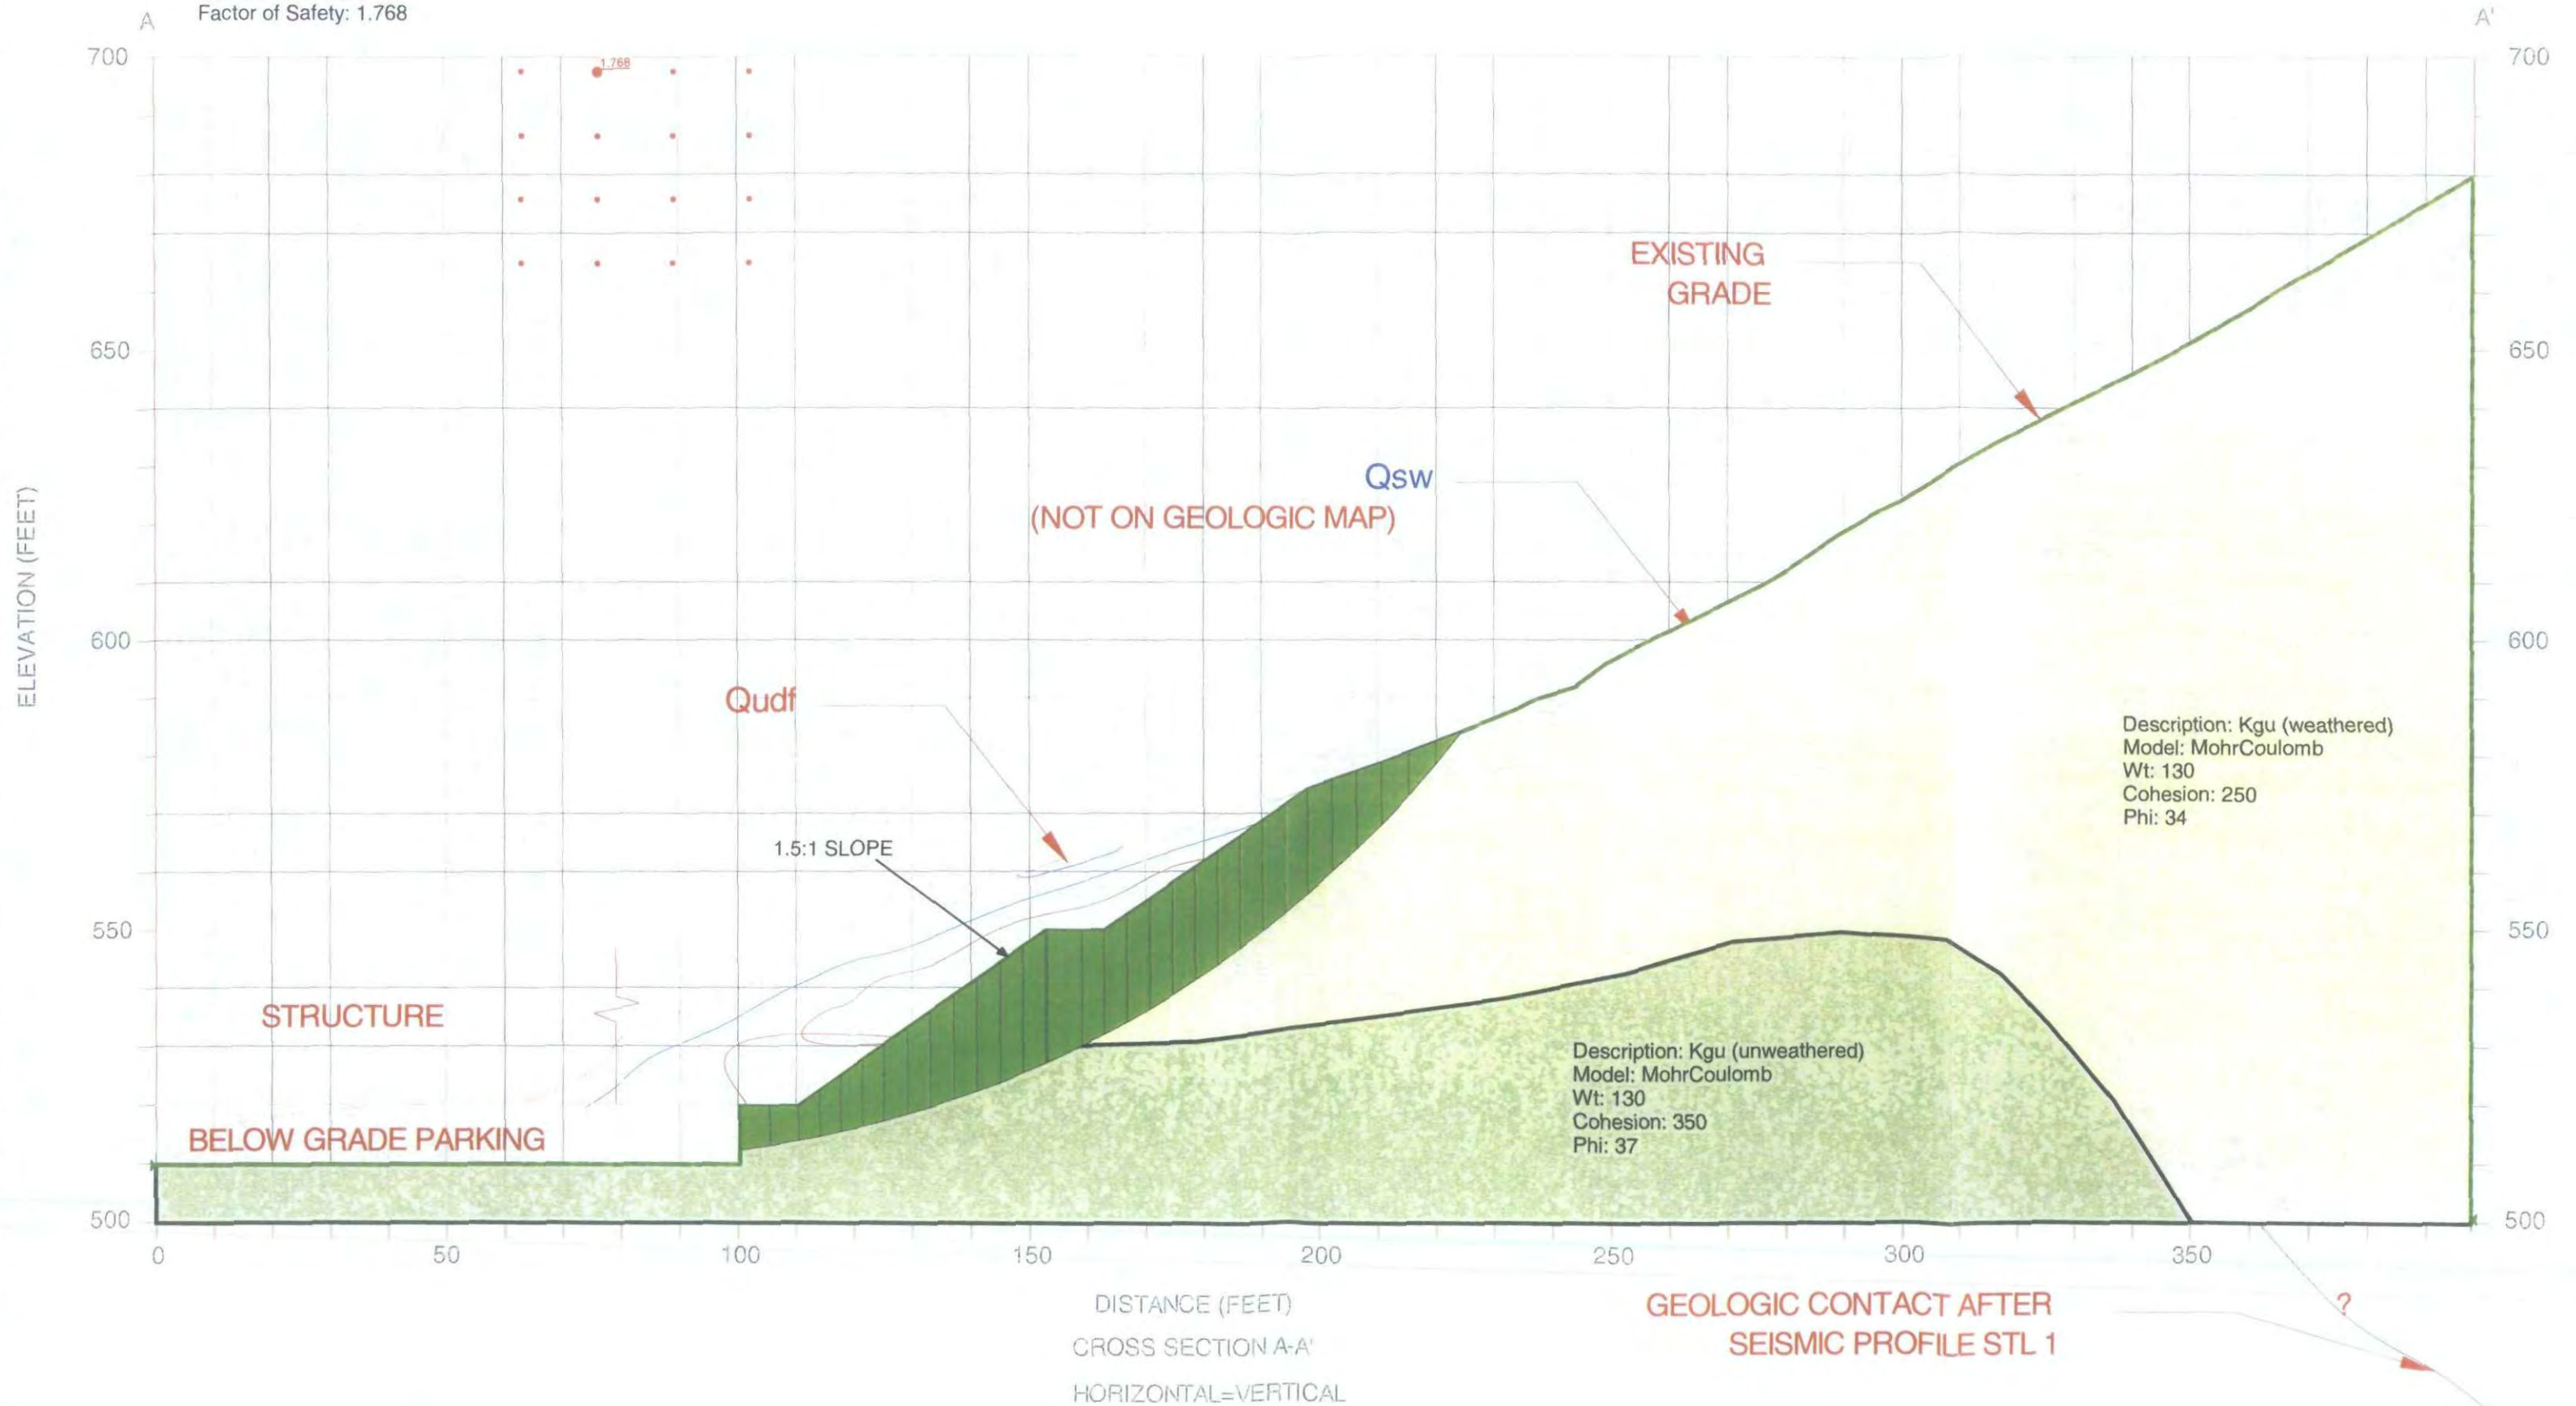 A
Factor of Safety: 1.768
A'
700
1.768
700
EXISTING
GRADE
650
650
Qsw
(NOT ON GEOLOGIC MAP)
ELEVATION (FEET)
600
600
Qudf
Description: Kgu (weathered)
Model: MohrCoulomb
Wt: 130
Cohesion: 250
Phi: 34
1.5:1 SLOPE
550
550
STRUCTURE
Description: Kgu (unweathered)
Model: MohrCoulomb
Wt: 130
Cohesion: 350
Phi: 37
BELOW GRADE PARKING
500
500
0 50 100 150 200 250 300 350
DISTANCE (FEET)
CROSS SECTION A-A'
HORIZONTAL=VERTICAL
GEOLOGIC CONTACT AFTER
SEISMIC PROFILE STL 1
?